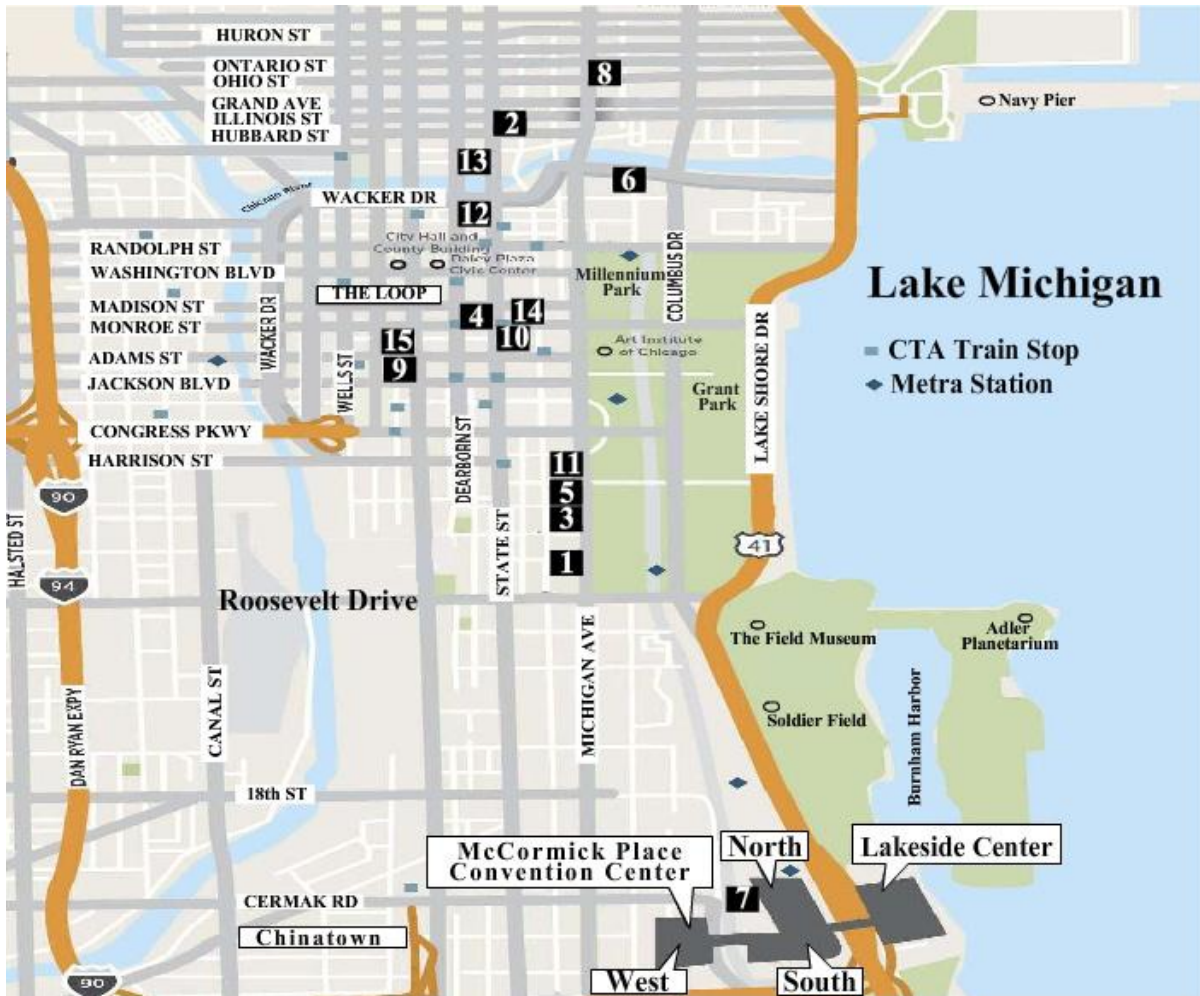 HURON ST
ONTARIO ST
OHIO ST
8
GRAND AVE
ILLINOIS ST
HUBBARD ST
2
Navy Pier
13
6
Chicago River
WACKER DR
12
RANDOLPH ST
City Hall and
County Building
Daley Plaza
Civic Center
WASHINGTON BLVD
Millennium
Park
COLUMBUS DR
Lake Michigan
THE LOOP
MADISON ST
MONROE ST
4
14
10
15
9
WACKER DR
ADAMS ST
Art Institute
of Chicago
CTA Train Stop
Metra Station
JACKSON BLVD
WELLS ST
Grant
Park
LAKE SHORE DR
CONGRESS PKWY
HARRISON ST
DEARBORN ST
11
5
3
1
90
HALSTED ST
STATE ST
41
94
Roosevelt Drive
The Field Museum
Adler
Planetarium
MICHIGAN AVE
CANAL ST
DAN RYAN EXPY
Soldier Field
Burnham Harbor
18th ST
McCormick Place
Convention Center
North
Lakeside Center
CERMAK RD
7
Chinatown
West
South
90